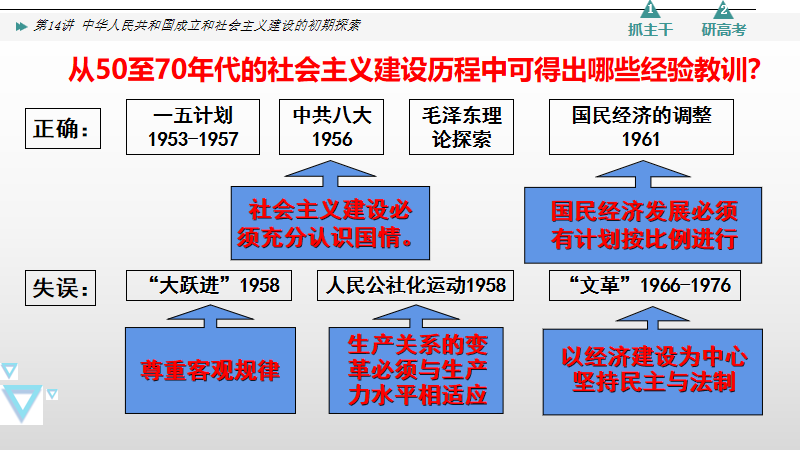 第14讲 中华人民共和国成立和社会主义建设的初期探索
1
2
抓主干
研高考
从50至70年代的社会主义建设历程中可得出哪些经验教训?
正确：
一五计划
1953-1957
中共八大
1956
毛泽东理
论探索
国民经济的调整
1961
社会主义建设必
须充分认识国情。
国民经济发展必须
有计划按比例进行
失误：
“大跃进”1958
人民公社化运动1958
“文革”1966-1976
尊重客观规律
生产关系的变
革必须与生产
力水平相适应
以经济建设为中心
坚持民主与法制